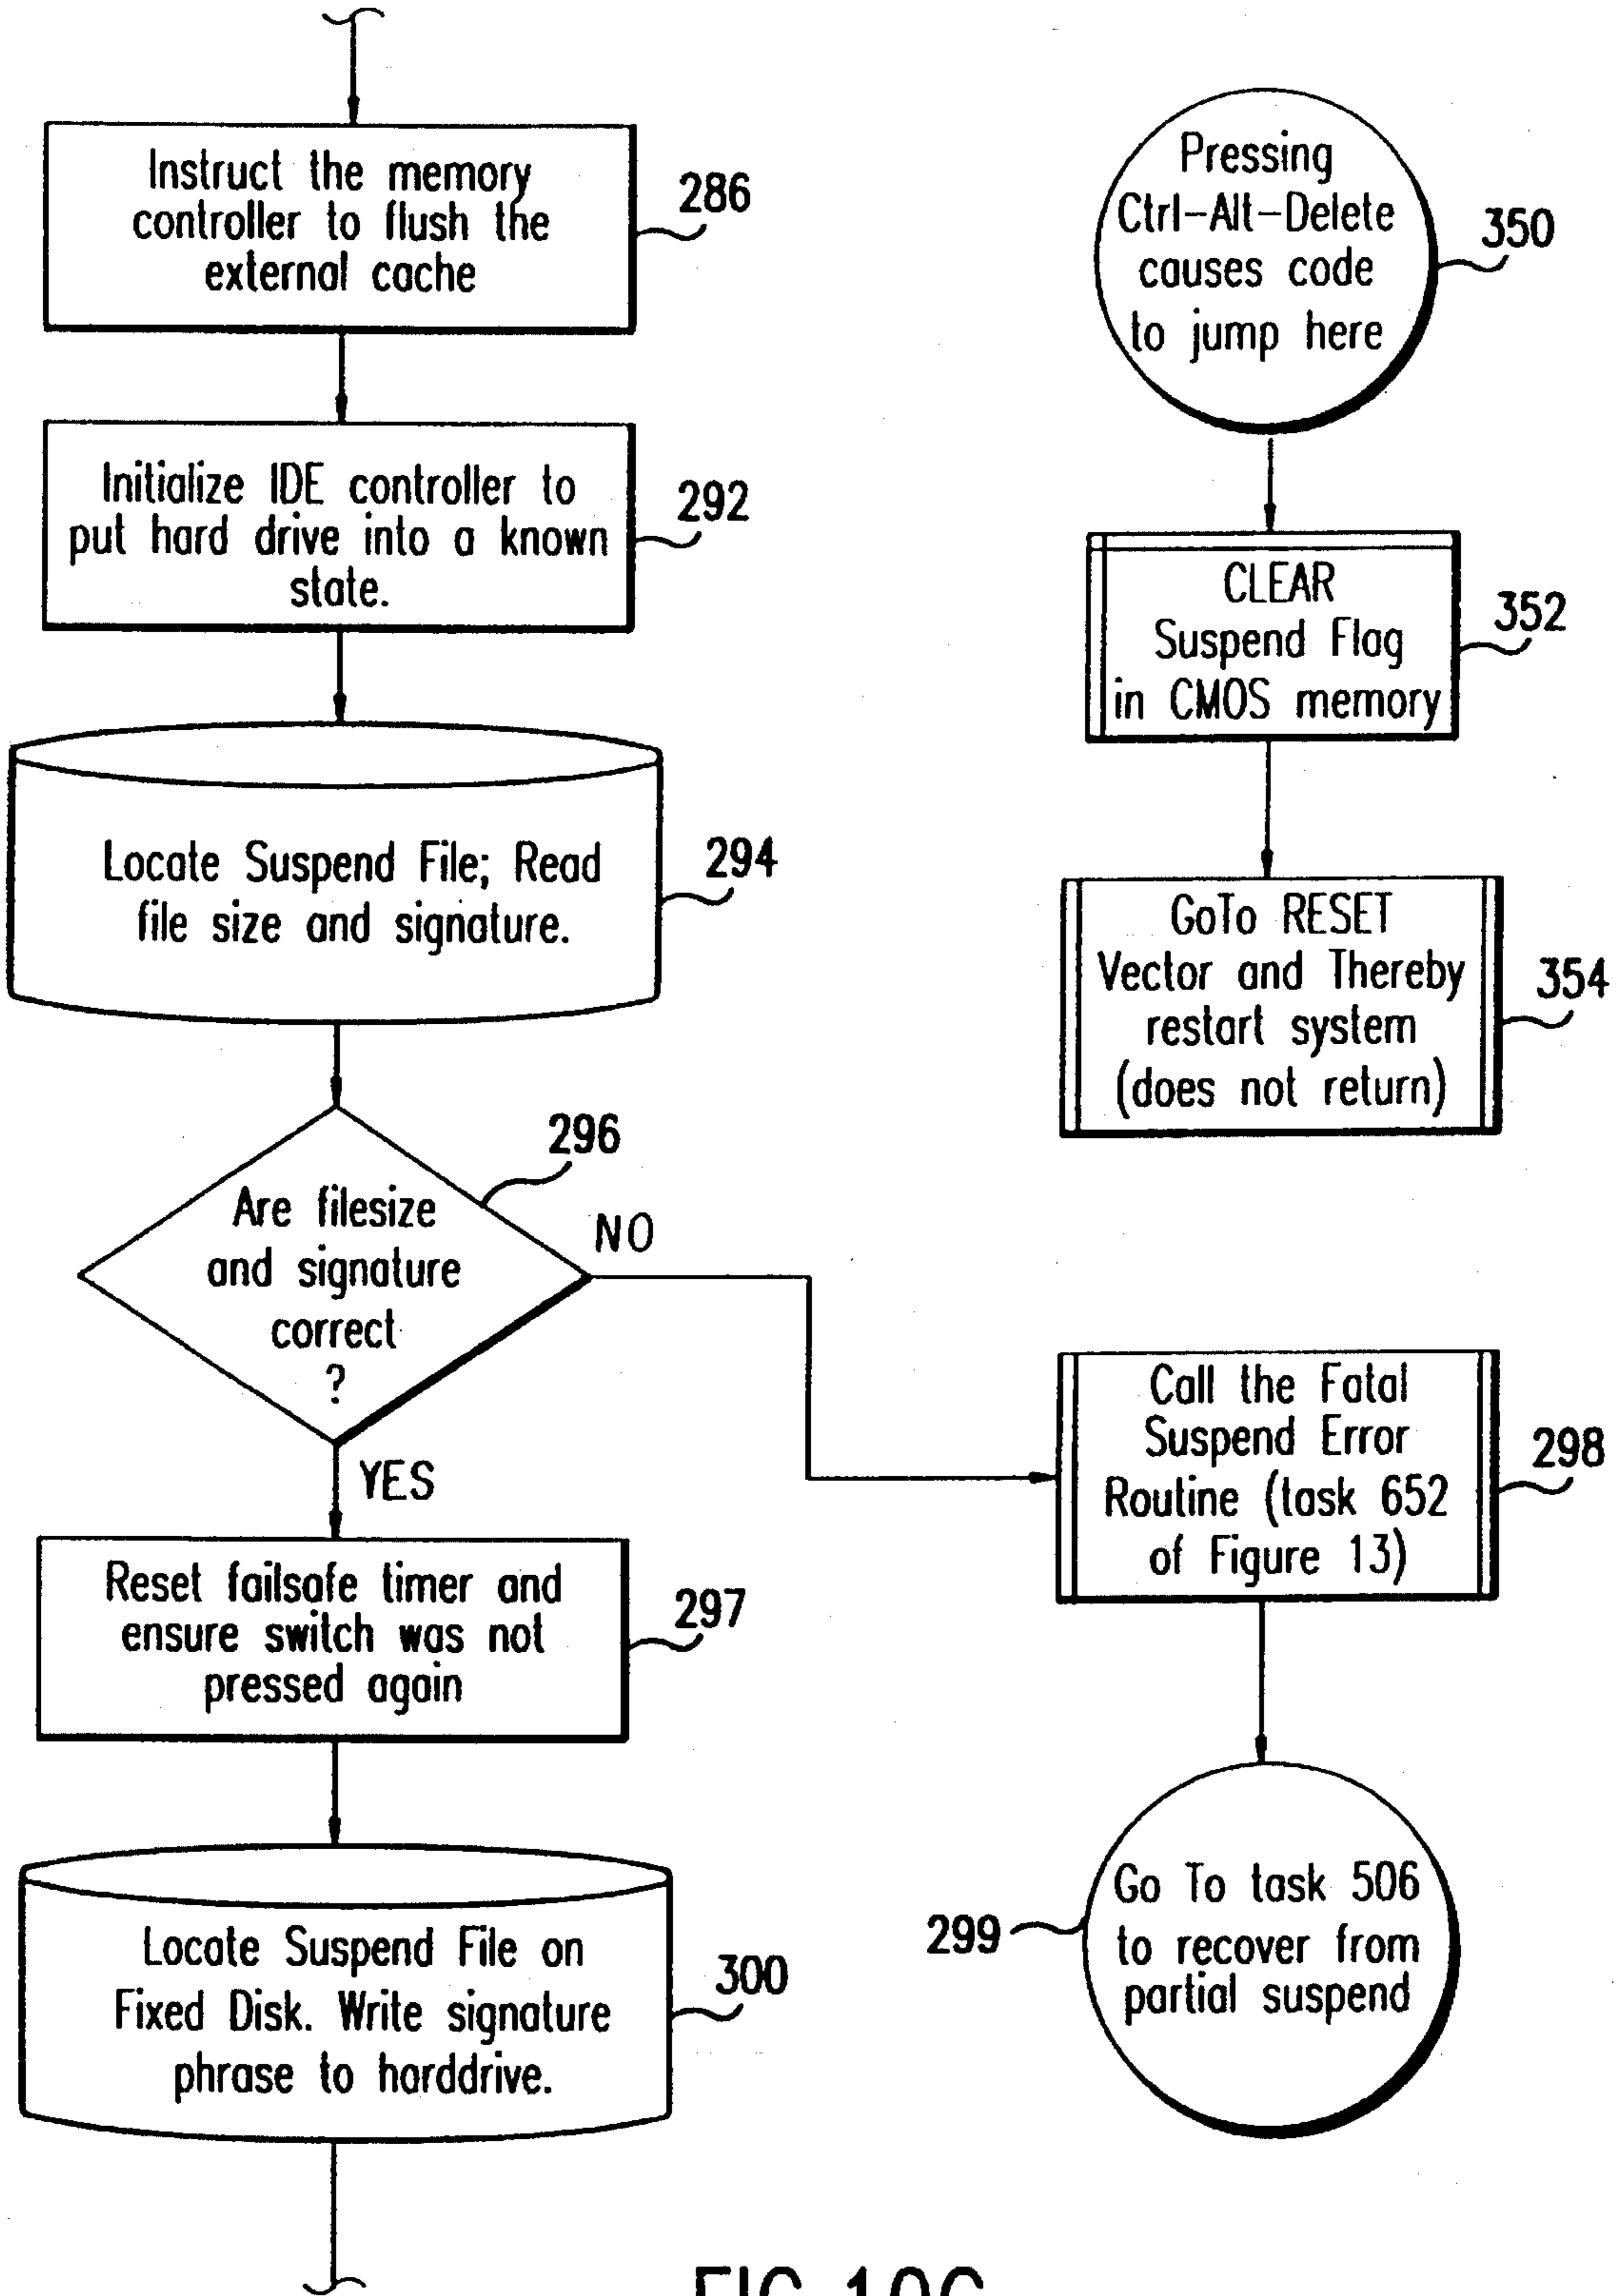 Instruct the memory
controller to flush the
external cache
286
Initialize IDE controller to
put hard drive into a known
state.
292
Locate Suspend File; Read
file size and signature.
294
Are filesize
and signature
correct
?
296
NO
YES
Reset failsafe timer and
ensure switch was not
pressed again
297
Locate Suspend File on
Fixed Disk. Write signature
phrase to harddrive.
300
Pressing
Ctrl-Alt-Delete
causes code
to jump here
350
CLEAR
Suspend Flag
in CMOS memory
352
GoTo RESET
Vector and Thereby
restart system
(does not return)
354
Call the Fatal
Suspend Error
Routine (task 652
of Figure 13)
298
Go To task 506
to recover from
partial suspend
299